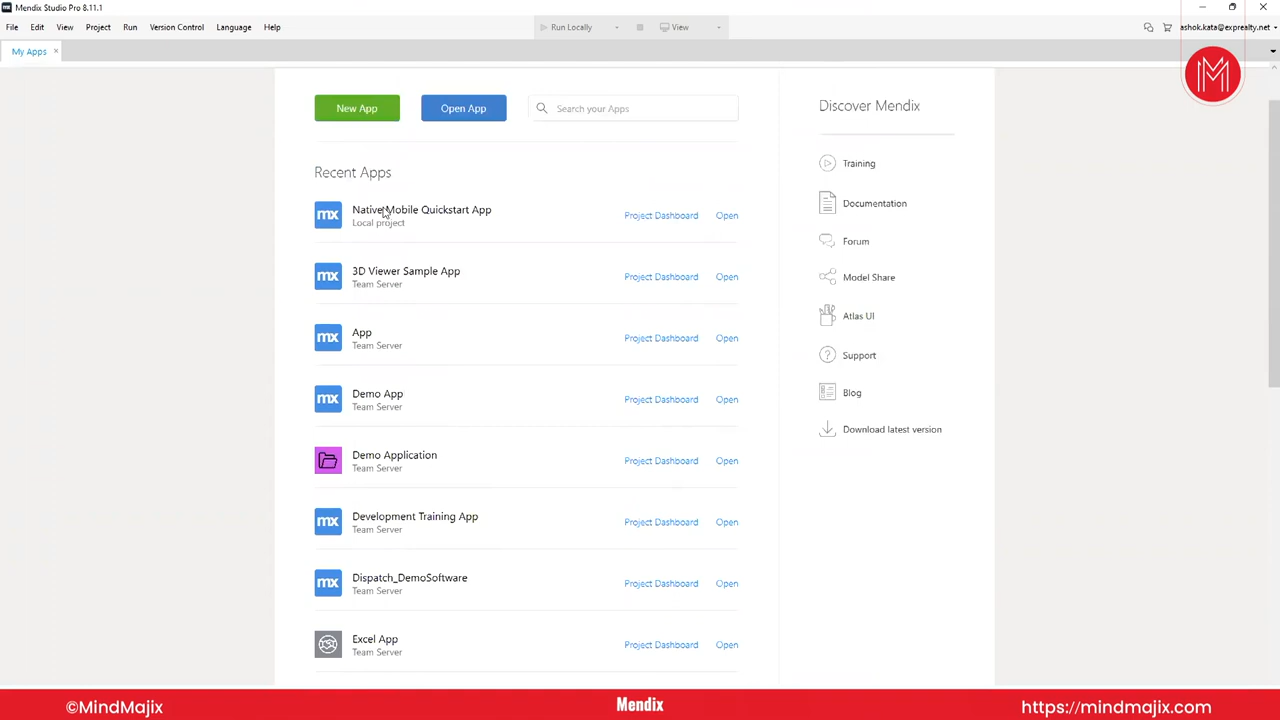 Mendix Studio Pro 8.11.1
File Edit View Project Run Version Control Language Help
Run Locally View
ashok.kata@exprealty.net
My Apps
New App Open App Search your Apps
Recent Apps
Native Mobile Quickstart App
Local project
Project Dashboard Open
3D Viewer Sample App
Team Server
Project Dashboard Open
App
Team Server
Project Dashboard Open
Demo App
Team Server
Project Dashboard Open
Demo Application
Team Server
Project Dashboard Open
Development Training App
Team Server
Project Dashboard Open
Dispatch_DemoSoftware
Team Server
Project Dashboard Open
Excel App
Team Server
Project Dashboard Open
Discover Mendix
Training
Documentation
Forum
Model Share
Atlas UI
Support
Blog
Download latest version
©MindMajix
Mendix
https://mindmajix.com